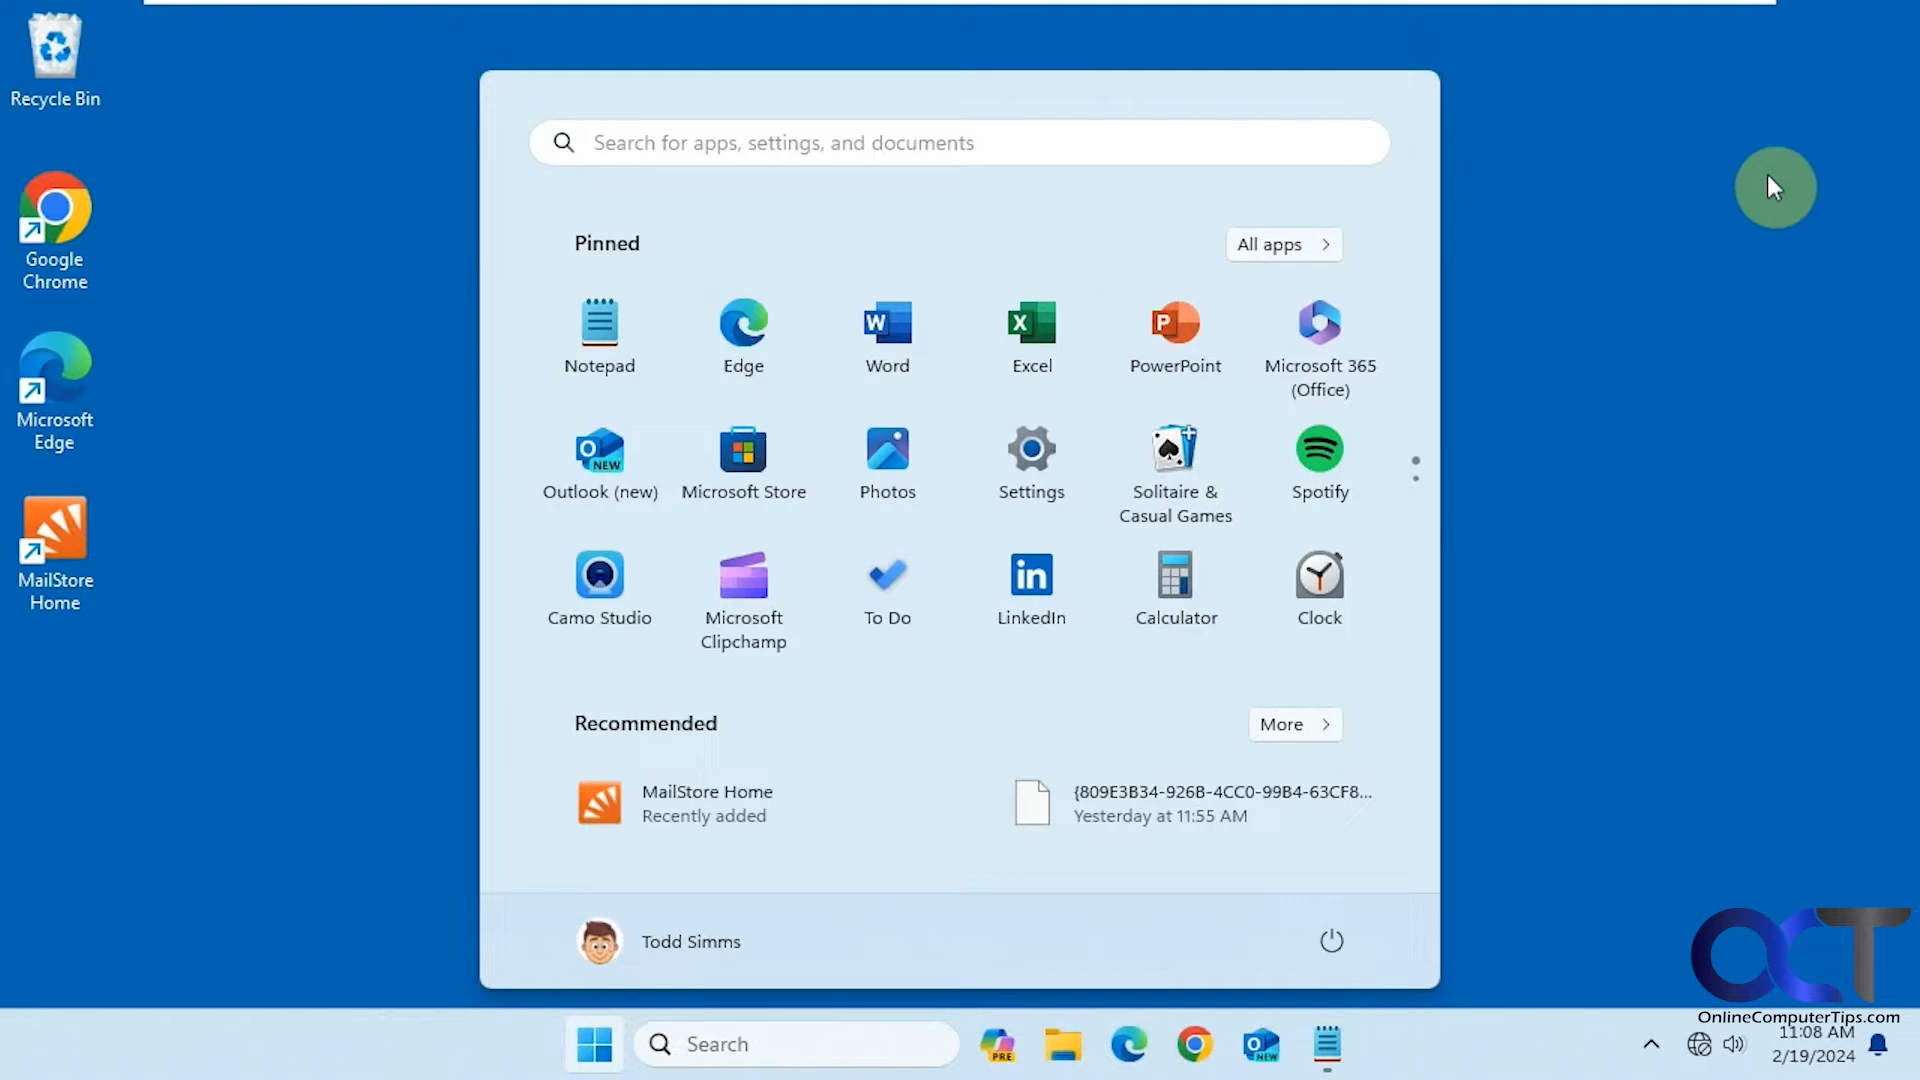 Recycle Bin
Google
Chrome
Microsoft
Edge
MailStore
Home
Search for apps, settings, and documents
Pinned
All apps
Notepad
Edge
Word
Excel
PowerPoint
Microsoft 365
(Office)
Outlook (new)
Microsoft Store
Photos
Settings
Solitaire &
Casual Games
Spotify
Camo Studio
Microsoft
Clipchamp
To Do
LinkedIn
Calculator
Clock
Recommended
More
MailStore Home
Recently added
{809E3B34-926B-4CC0-99B4-63CF8...
Yesterday at 11:55 AM
Todd Simms
OCT
OnlineComputerTips.com
Search
PRE
NEW
11:08 AM
2/19/2024